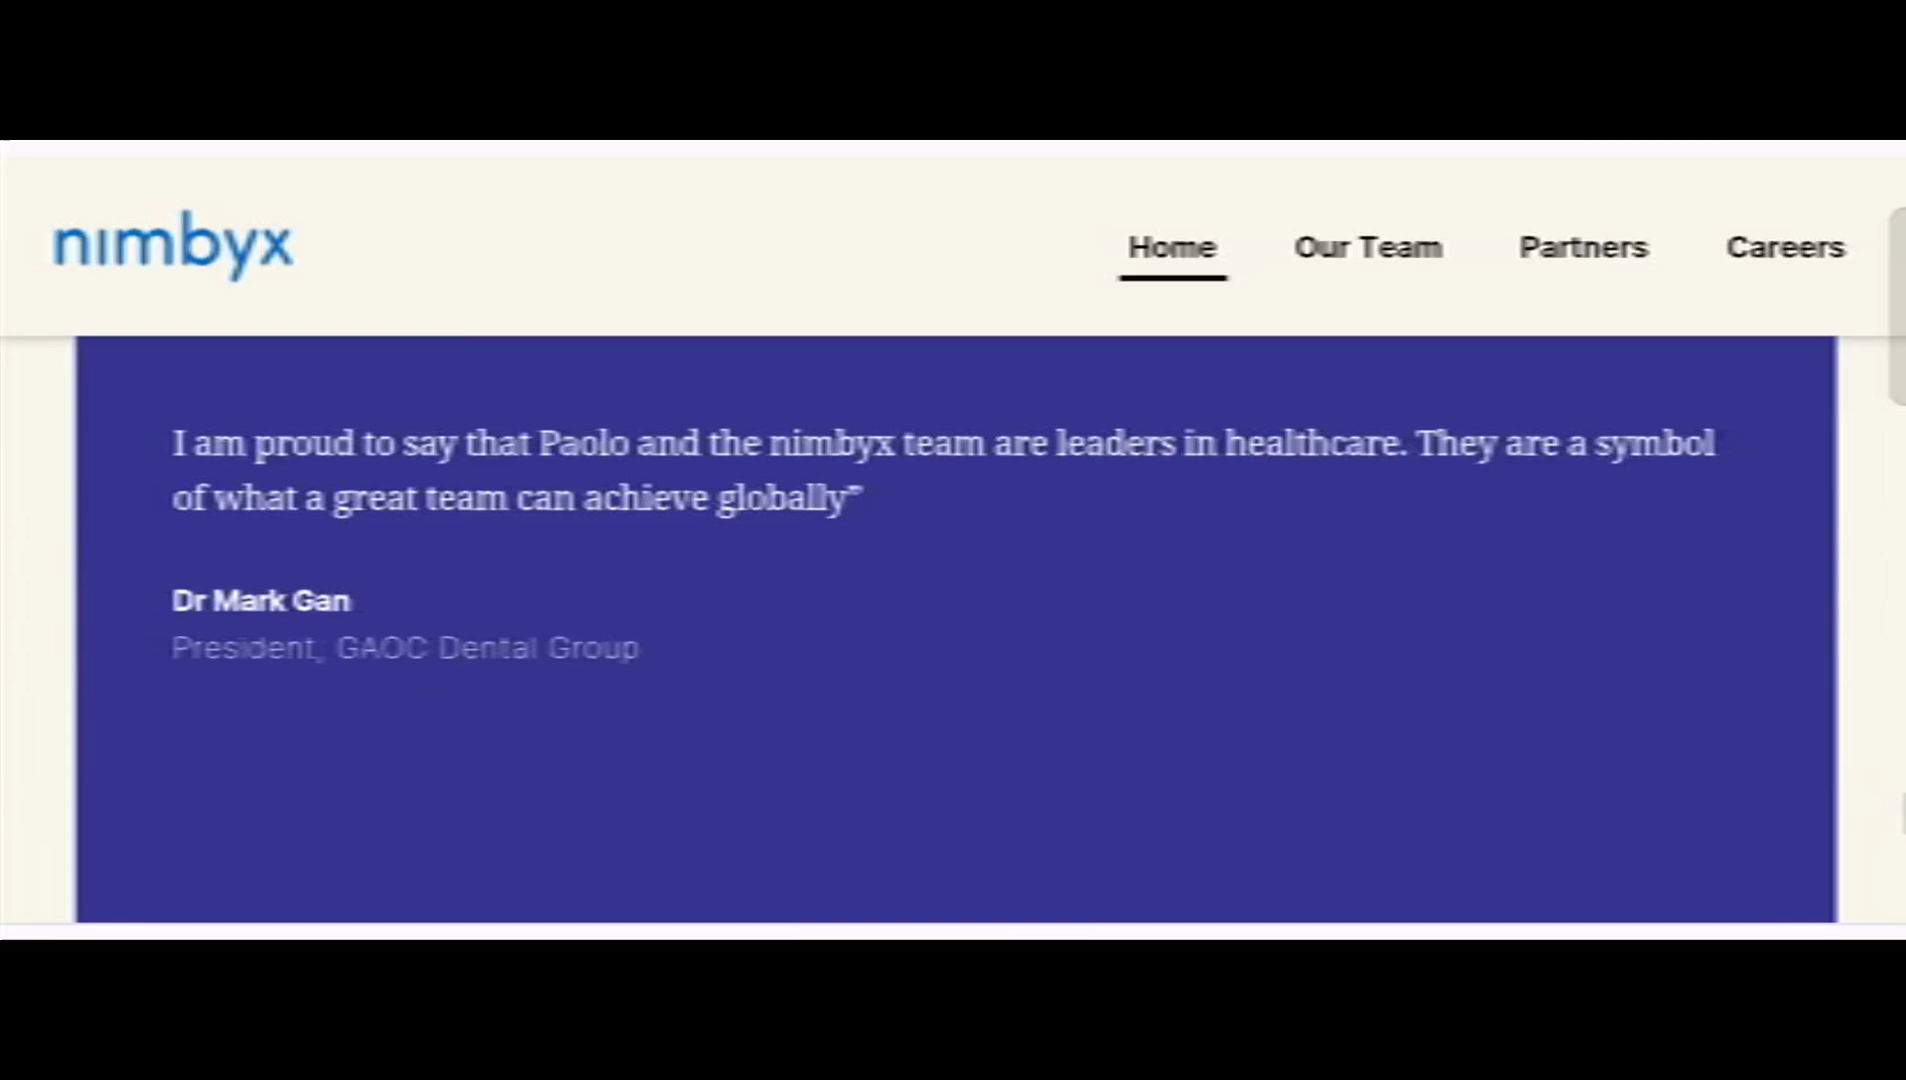 nimbyx
Home Our Team Partners Careers
I am proud to say that Paolo and the nimbyx team are leaders in healthcare. They are a symbol
of what a great team can achieve globally”
Dr Mark Gan
President, GAOC Dental Group